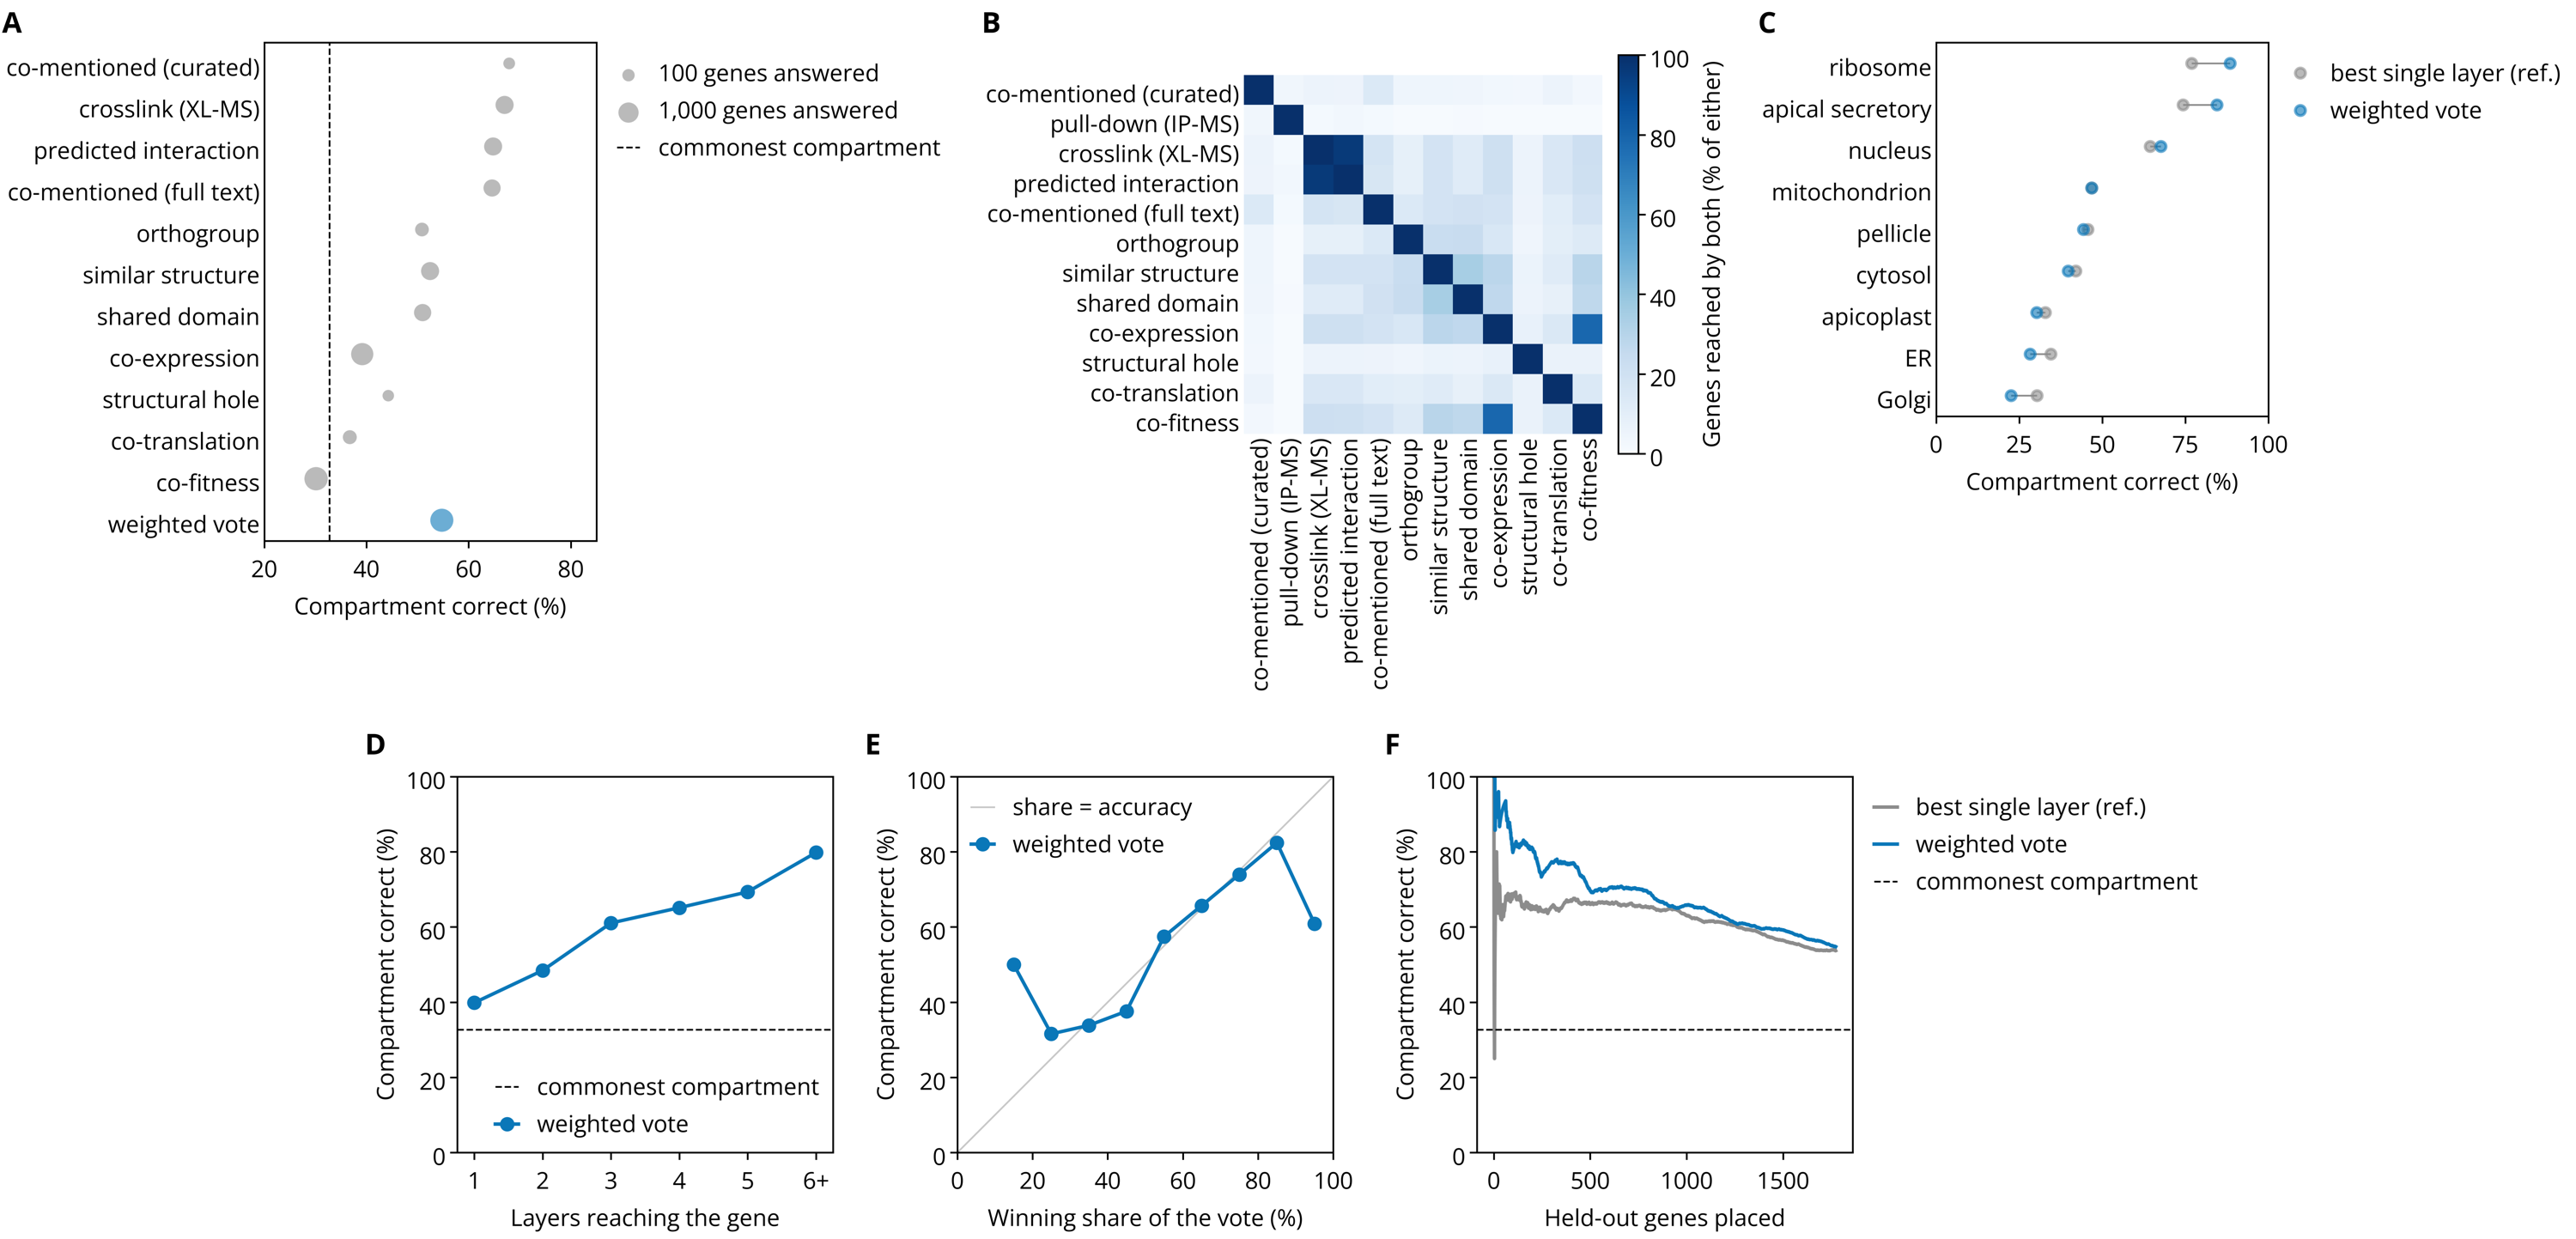 A
co-mentioned (curated)
crosslink (XL-MS)
predicted interaction
co-mentioned (full text)
orthogroup
similar structure
shared domain
co-expression
structural hole
co-translation
co-fitness
weighted vote
20 40 60 80
Compartment correct (%)
100 genes answered
1,000 genes answered
commonest compartment
B
co-mentioned (curated)
pull-down (IP-MS)
crosslink (XL-MS)
predicted interaction
co-mentioned (full text)
orthogroup
similar structure
shared domain
co-expression
structural hole
co-translation
co-fitness
co-mentioned (curated)
pull-down (IP-MS)
crosslink (XL-MS)
predicted interaction
co-mentioned (full text)
orthogroup
similar structure
shared domain
co-expression
structural hole
co-translation
co-fitness
100
80
60
40
20
0
Genes reached by both (% of either)
C
ribosome
apical secretory
nucleus
mitochondrion
pellicle
cytosol
apicoplast
ER
Golgi
0 25 50 75 100
Compartment correct (%)
best single layer (ref.)
weighted vote
D
100
80
60
40
20
0
Compartment correct (%)
commonest compartment
weighted vote
1 2 3 4 5 6+
Layers reaching the gene
E
100
80
60
40
20
0
Compartment correct (%)
share = accuracy
weighted vote
0 20 40 60 80 100
Winning share of the vote (%)
F
100
80
60
40
20
0
Compartment correct (%)
0 500 1000 1500
Held-out genes placed
best single layer (ref.)
weighted vote
commonest compartment